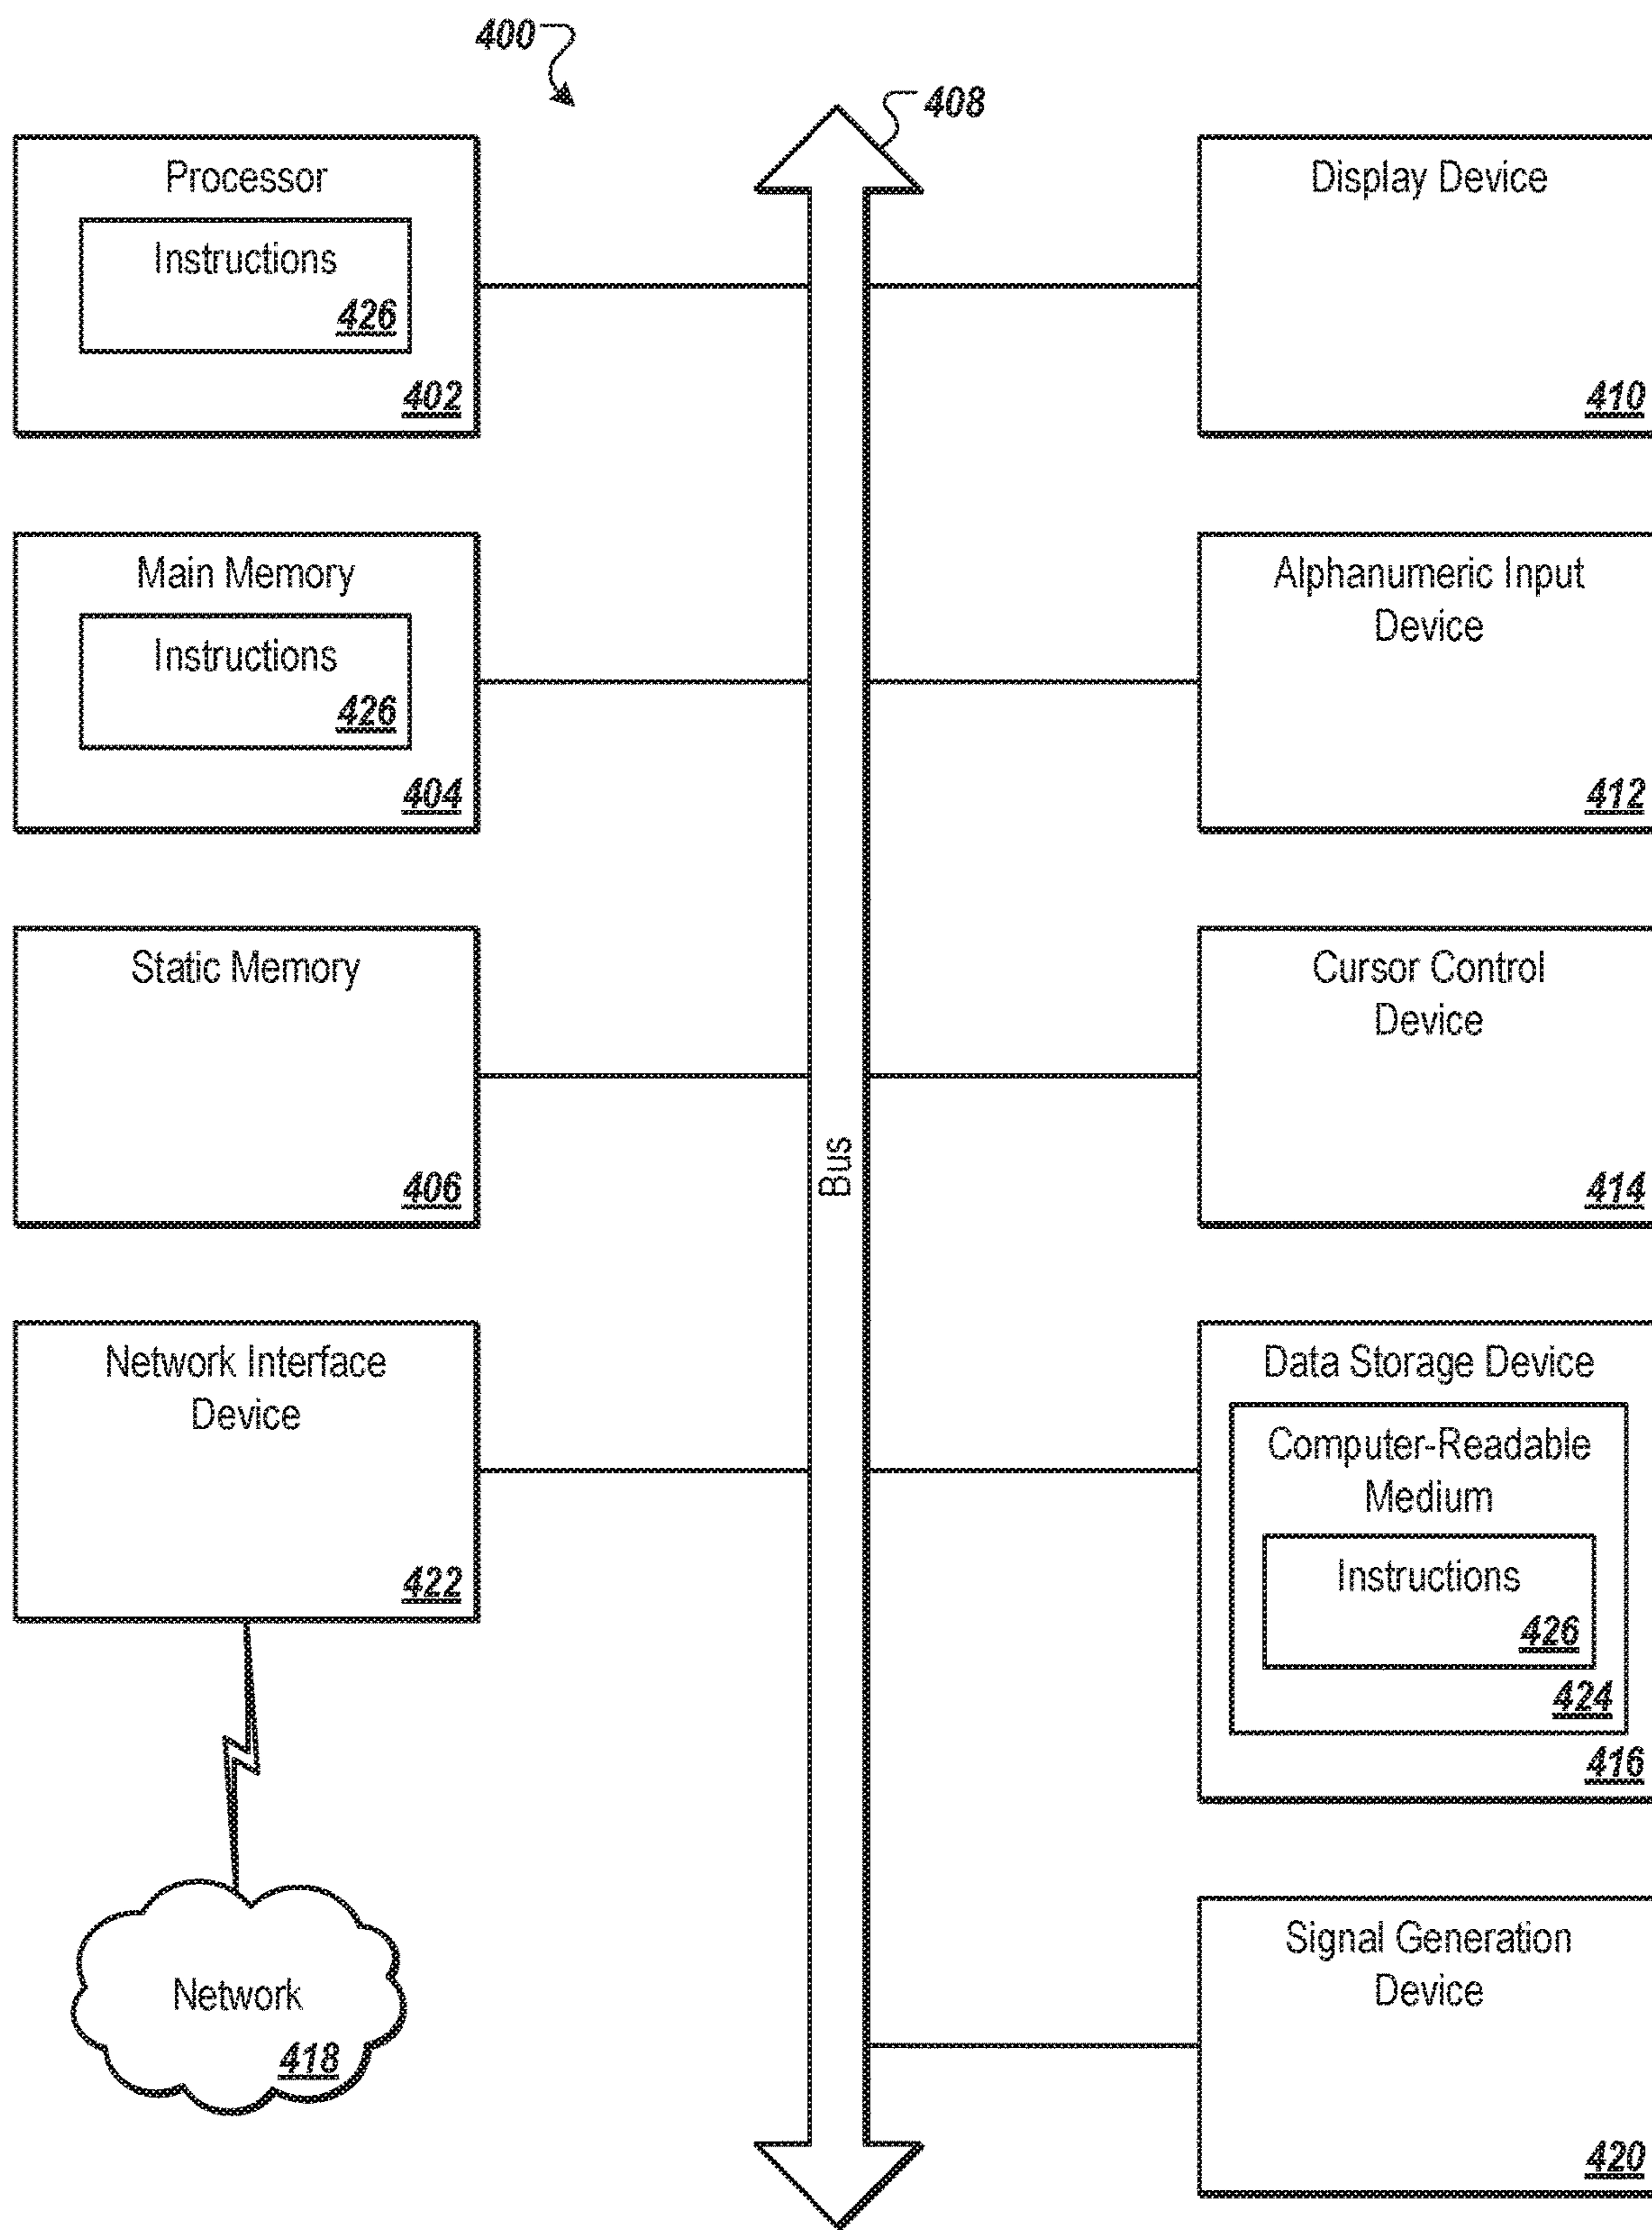 400
408
Processor
Instructions
426
402
Display Device
410
Main Memory
Instructions
426
404
Alphanumeric Input
Device
412
Static Memory
406
Cursor Control
Device
414
Bus
Network Interface
Device
422
Data Storage Device
Computer-Readable
Medium
Instructions
426
424
416
Network
418
Signal Generation
Device
420